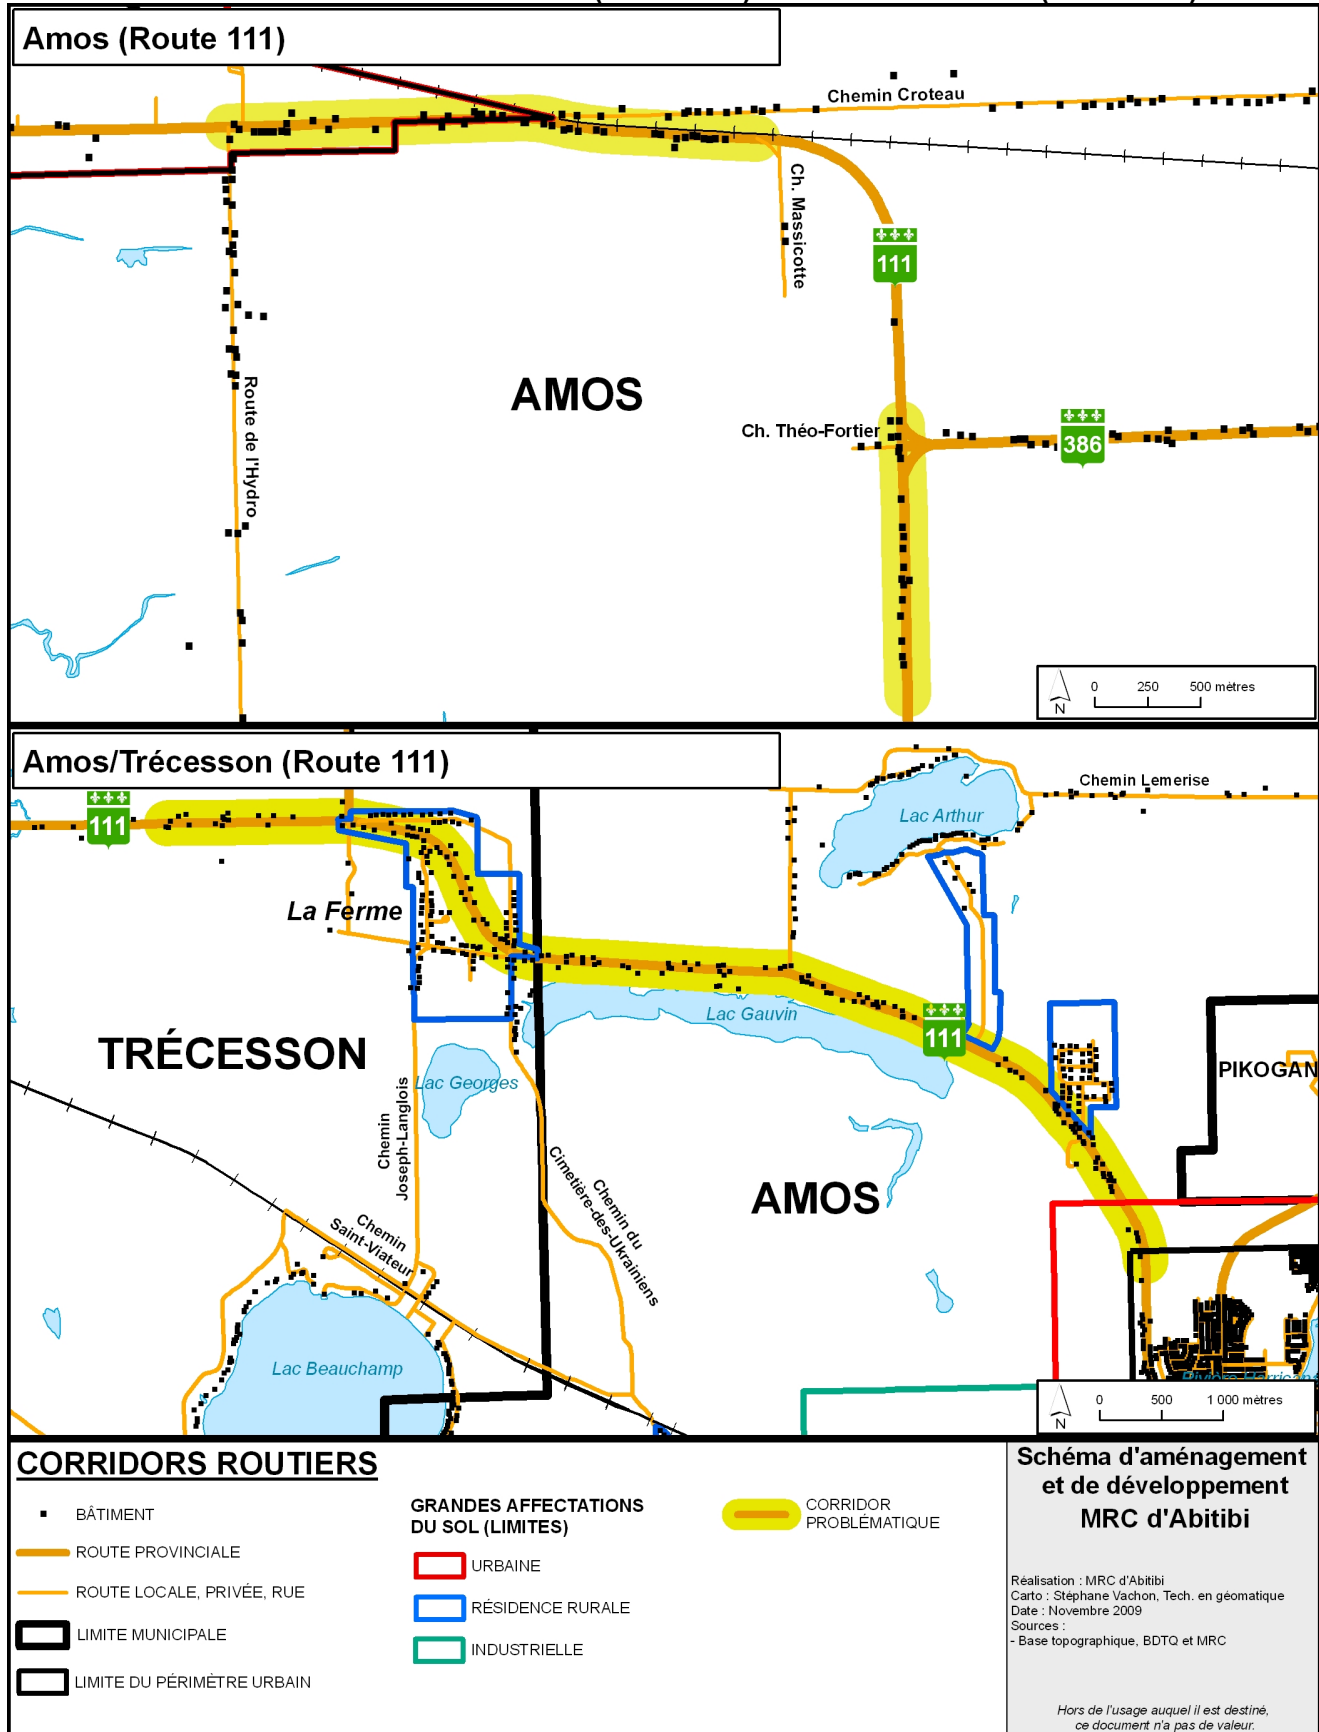 Amos (Route 111)
Chemin Croteau
Ch. Massicotte
111
AMOS
Route de l'Hydro
Ch. Théo-Fortier
386
0 250 500 mètres
N
Amos/Trécesson (Route 111)
111
Chemin Lemerise
Lac Arthur
La Ferme
Lac Gauvin
111
TRÉCESSON
PIKOGAN
Lac Georges
Chemin
Joseph-Langlois
AMOS
Chemin du
Cimetière-des-Ukrainiens
Chemin
Saint-Viateur
Lac Beauchamp
0 500 1 000 mètres
N
CORRIDORS ROUTIERS
BÂTIMENT
ROUTE PROVINCIALE
ROUTE LOCALE, PRIVÉE, RUE
LIMITE MUNICIPALE
LIMITE DU PÉRIMÈTRE URBAIN
GRANDES AFFECTATIONS
DU SOL (LIMITES)
URBAINE
RÉSIDENCE RURALE
INDUSTRIELLE
CORRIDOR
PROBLÉMATIQUE
Schéma d'aménagement
et de développement
MRC d'Abitibi
Réalisation : MRC d'Abitibi
Carto : Stéphane Vachon, Tech. en géomatique
Date : Novembre 2009
Sources :
- Base topographique, BDTQ et MRC
Hors de l'usage auquel il est destiné,
ce document n'a pas de valeur.